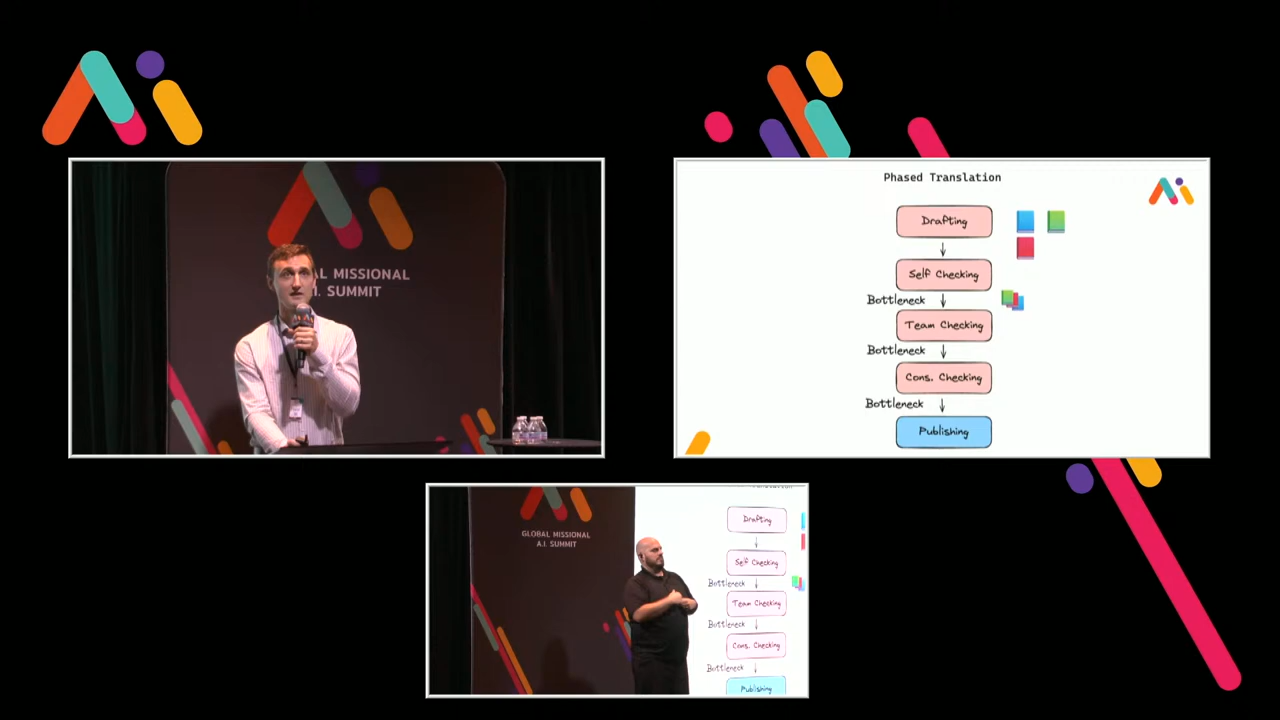 GLOBAL MISSIONAL
A.I. SUMMIT
Phased Translation
Drafting
Self Checking
Bottleneck
Team Checking
Bottleneck
Cons. Checking
Bottleneck
Publishing
GLOBAL MISSIONAL
A.I. SUMMIT
Drafting
Self Checking
Bottleneck
Team Checking
Bottleneck
Cons. Checking
Bottleneck
Publishing